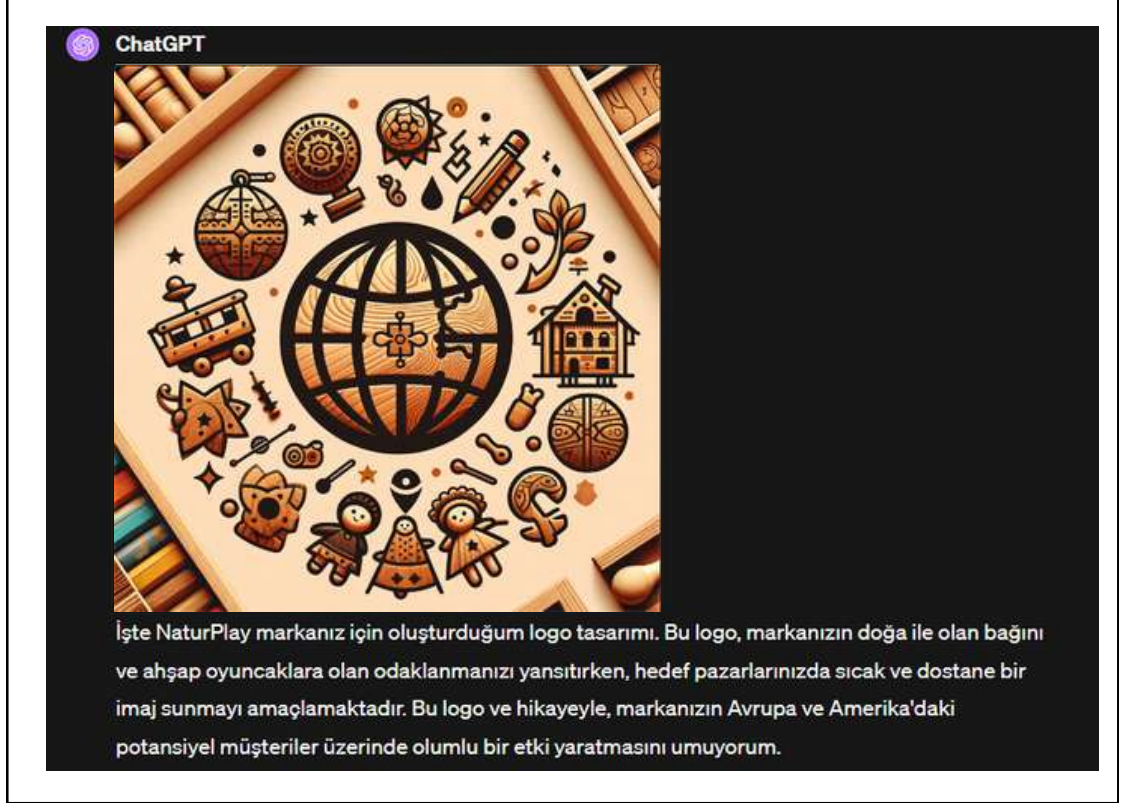 ChatGPT
İşte NaturPlay markanız için oluşturduğum logo tasarımı. Bu logo, markanızın doğa ile olan bağını
ve ahşap oyuncaklara olan odaklanmanızı yansıtırken, hedef pazarlarınızda sıcak ve dostane bir
imaj sunmayı amaçlamaktadır. Bu logo ve hikayeyle, markanızın Avrupa ve Amerika'daki
potansiyel müşteriler üzerinde olumlu bir etki yaratmasını umuyorum.